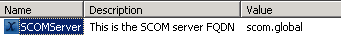 Name Description Value
SCOMServer This is the SCOM server FQDN scom.global